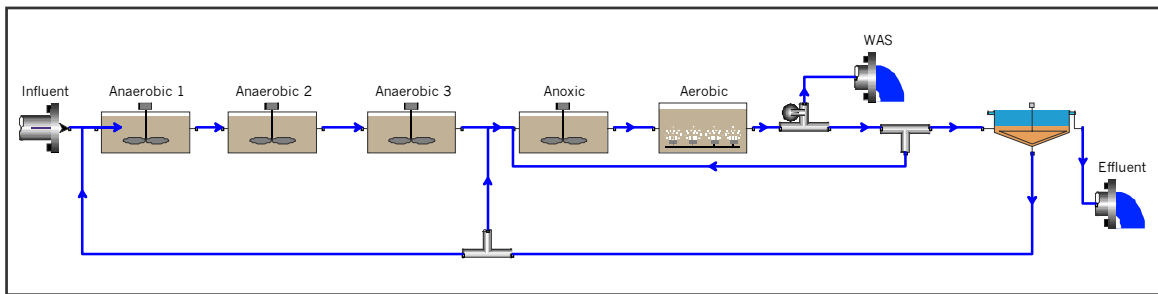 WAS
Influent
Anaerobic 1
Anaerobic 2
Anaerobic 3
Anoxic
Aerobic
Effluent